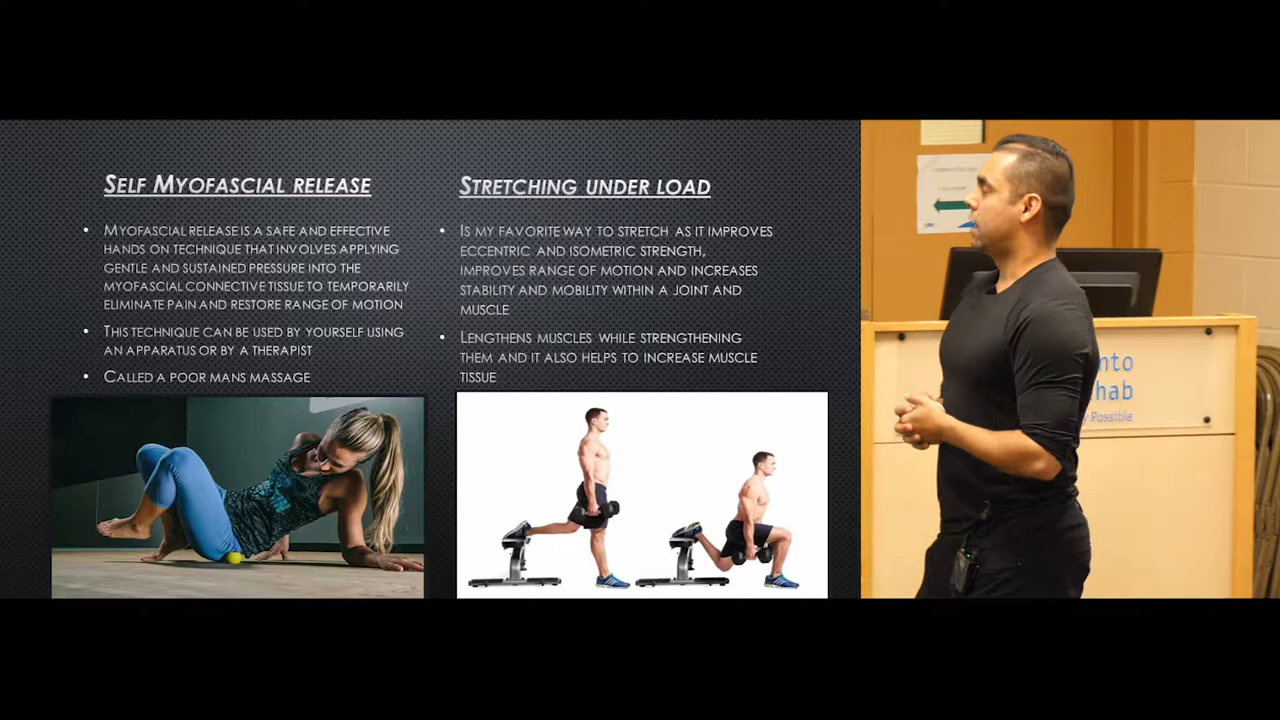 SELF MYOFASCIAL RELEASE
• MYOFASCIAL RELEASE IS A SAFE AND EFFECTIVE
HANDS ON TECHNIQUE THAT INVOLVES APPLYING
GENTLE AND SUSTAINED PRESSURE INTO THE
MYOFASCIAL CONNECTIVE TISSUE TO TEMPORARILY
ELIMINATE PAIN AND RESTORE RANGE OF MOTION
• THIS TECHNIQUE CAN BE USED BY YOURSELF USING
AN APPARATUS OR BY A THERAPIST
• CALLED A POOR MANS MASSAGE
STRETCHING UNDER LOAD
• IS MY FAVORITE WAY TO STRETCH AS IT IMPROVES
ECCENTRIC AND ISOMETRIC STRENGTH,
IMPROVES RANGE OF MOTION AND INCREASES
STABILITY AND MOBILITY WITHIN A JOINT AND
MUSCLE
• LENGTHENS MUSCLES WHILE STRENGTHENING
THEM AND IT ALSO HELPS TO INCREASE MUSCLE
TISSUE
nto
hab
Possible